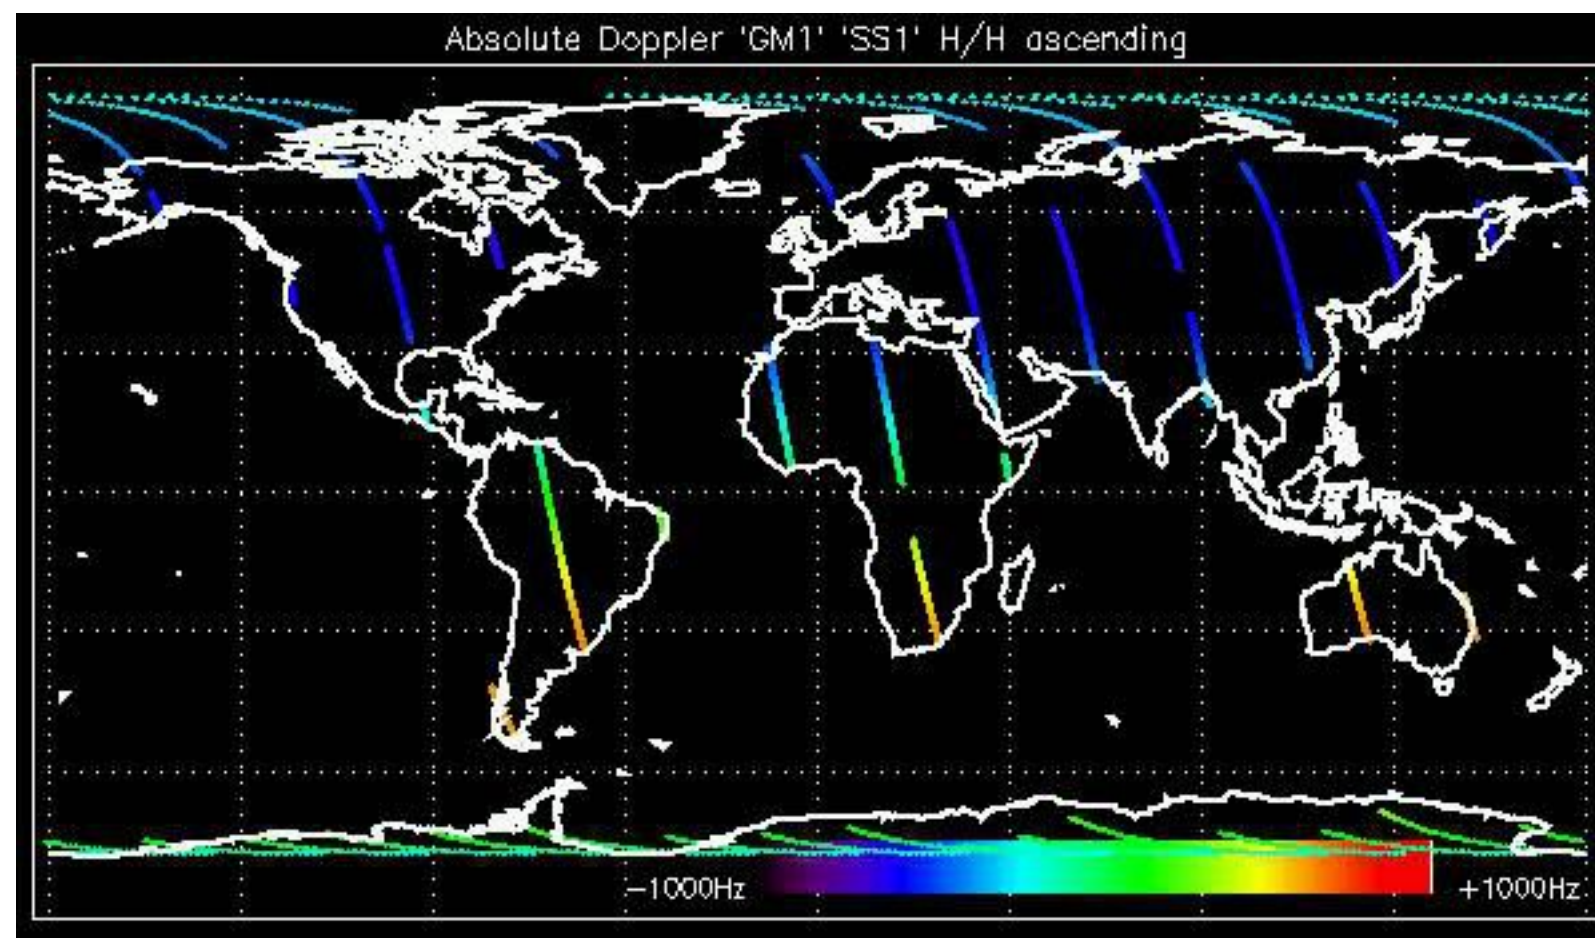 Absolute Doppler 'GM1' 'SS1' H/H ascending
−1000Hz
+1000Hz